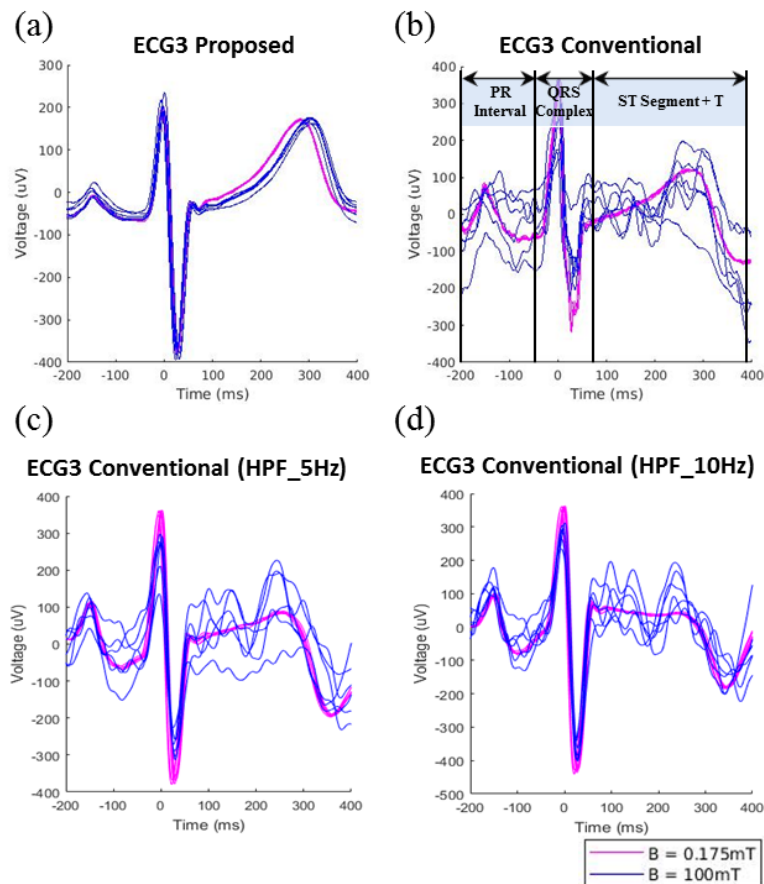 (a)
ECG3 Proposed
300
200
100
0
-100
-200
-300
-400
Voltage (uV)
-200 -100 0 100 200 300 400
Time (ms)
(b)
ECG3 Conventional
PR Interval
QRS Complex
ST Segment + T
400
300
200
100
0
-100
-200
-300
-400
Voltage (uV)
-200 -100 0 100 200 300 400
Time (ms)
(c)
ECG3 Conventional (HPF_5Hz)
400
300
200
100
0
-100
-200
-300
-400
Voltage (uV)
-200 -100 0 100 200 300 400
Time (ms)
(d)
ECG3 Conventional (HPF_10Hz)
400
300
200
100
0
-100
-200
-300
-400
-500
Voltage (uV)
-200 -100 0 100 200 300 400
Time (ms)
B = 0.175mT
B = 100mT